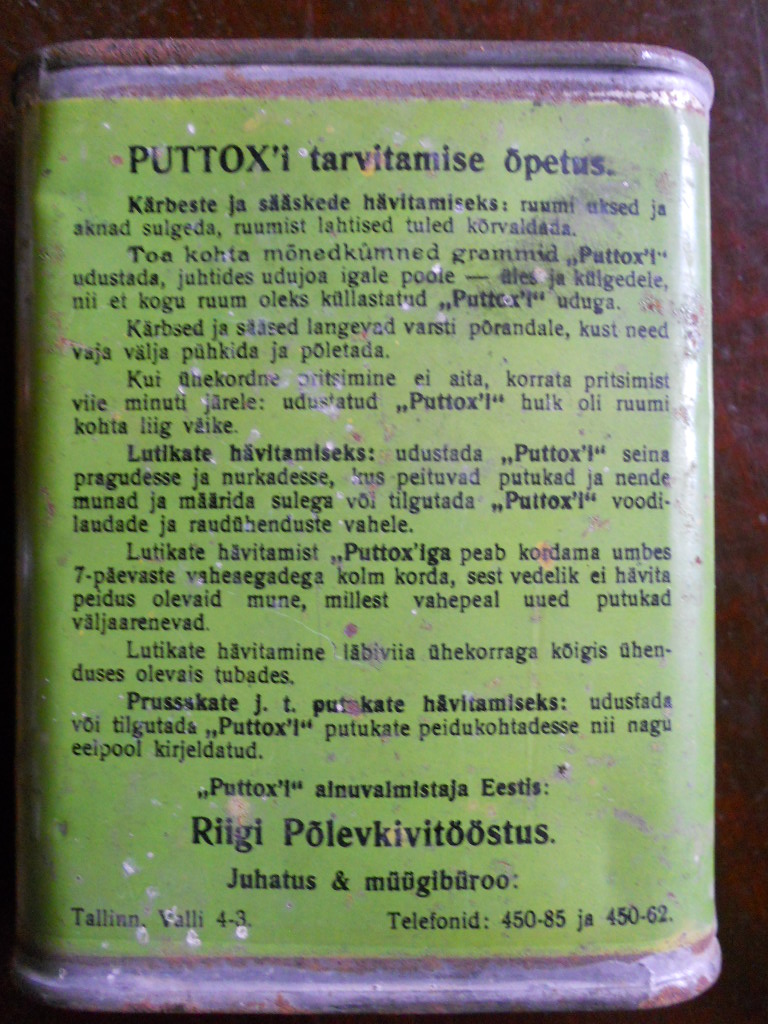 PUTTOX'i tarvitamise õpetus.
Kärbeste ja sääskede hävitamiseks: ruumi uksed ja
aknad sulgeda, ruumist lahtised tuled kõrvaldada.
Toa kohta mõnedkümned grammid „Puttox'i“
udustada, juhtides udujoa igale poole — üles ja külgedele,
nii et kogu ruum oleks küllastatud „Puttox'i“ uduga.
Kärbsed ja sääsed langevad varsti põrandale, kust need
vaja välja pühkida ja põletada.
Kui ühekordne pritsimine ei aita, korrata pritsimist
viie minuti järele: udustatud „Puttox'i“ hulk oli ruumi
kohta liig väike.
Lutikate hävitamiseks: udustada „Puttox'i“ seina
pragudesse ja nurkadesse, kus peituvad putukad ja nende
munad ja määrida sulega või tilgutada „Puttox'i“ voodi-
laudade ja raudühenduste vahele.
Lutikate hävitamist „Puttox'iga peab kordama umbes
7-päevaste vaheaegadega kolm korda, sest vedelik ei hävita
peidus olevaid mune, millest vahepeal uued putukad
väljaarenevad.
Lutikate hävitamine läbiviia ühekorraga kõigis ühen-
duses olevais tubades.
Prussakate j. t. putukate hävitamiseks: udustada
või tilgutada „Puttox'i“ putukate peidukohtadesse nii nagu
eelpool kirjeldatud.
„Puttox'i“ ainuvalmistaja Eestis:
Riigi Põlevkivitööstus.
Juhatus & müügibüroo:
Tallinn, Valli 4-3. Telefonid: 450-85 ja 450-62.